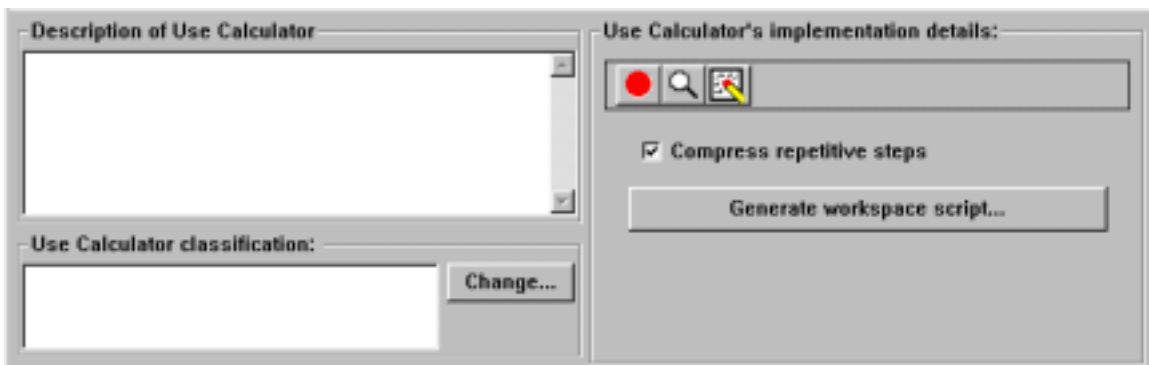 Description of Use Calculator
Use Calculator classification:
Change...
Use Calculator's implementation details:
Compress repetitive steps
Generate workspace script...